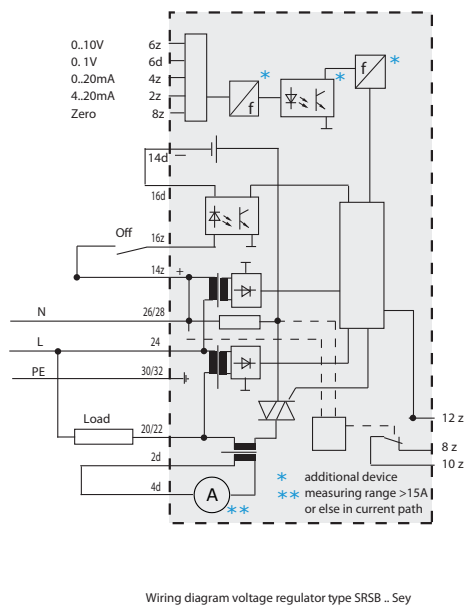 0..10V 6z
0. 1V 6d
0..20mA 4z
4..20mA 2z
Zero 8z
* * *
f f
14d –
16d
Off 16z
14z +
N 26/28
L 24
PE 30/32
Load 20/22
12 z
8 z
10 z
2d
4d
A
**
* additional device
** measuring range >15A
or else in current path
Wiring diagram voltage regulator type SRSB .. Sey